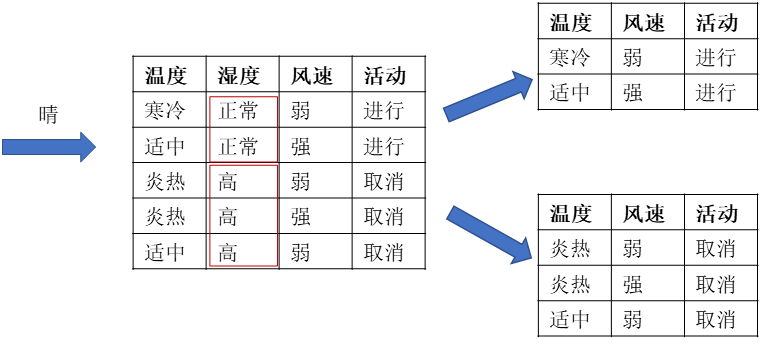 晴
温度 湿度 风速 活动
寒冷 正常 弱 进行
适中 正常 强 进行
炎热 高 弱 取消
炎热 高 强 取消
适中 高 弱 取消
温度 风速 活动
寒冷 弱 进行
适中 强 进行
温度 风速 活动
炎热 弱 取消
炎热 强 取消
适中 弱 取消